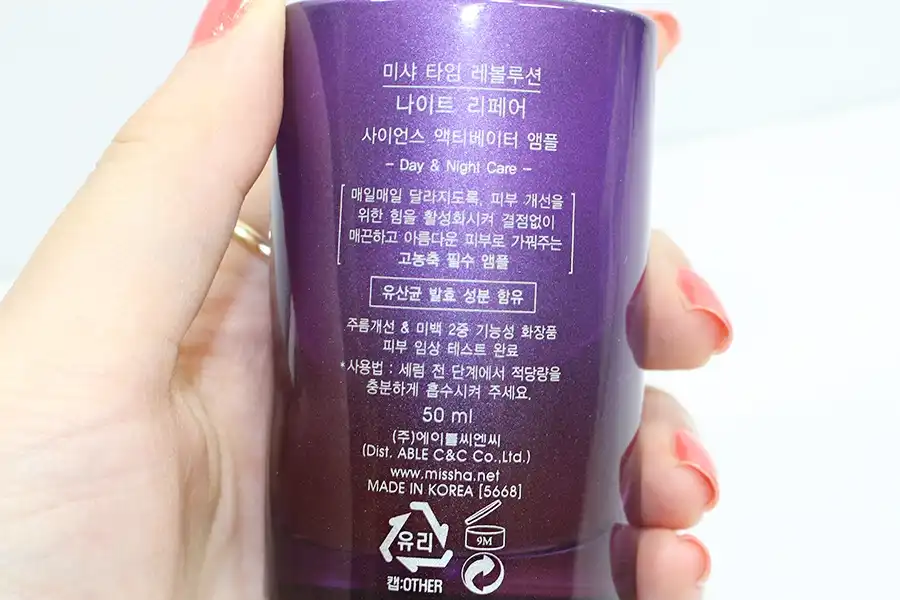 미샤 타임 레볼루션
나이트 리페어
사이언스 액티베이터 앰플
- Day & Night Care -
매일매일 달라지도록, 피부 개선을
위한 힘을 활성화시켜 결점없이
매끈하고 아름다운 피부로 가꿔주는
고농축 필수 앰플
유산균 발효 성분 함유
주름개선 & 미백 2중 기능성 화장품
피부 임상 테스트 완료
*사용법 : 세럼 전 단계에서 적당량을
충분하게 흡수시켜 주세요.
50 ml
(주)에이블씨엔씨
(Dist. ABLE C&C Co.,Ltd.)
www.missha.net
MADE IN KOREA [5668]
유리
9M
캡:OTHER